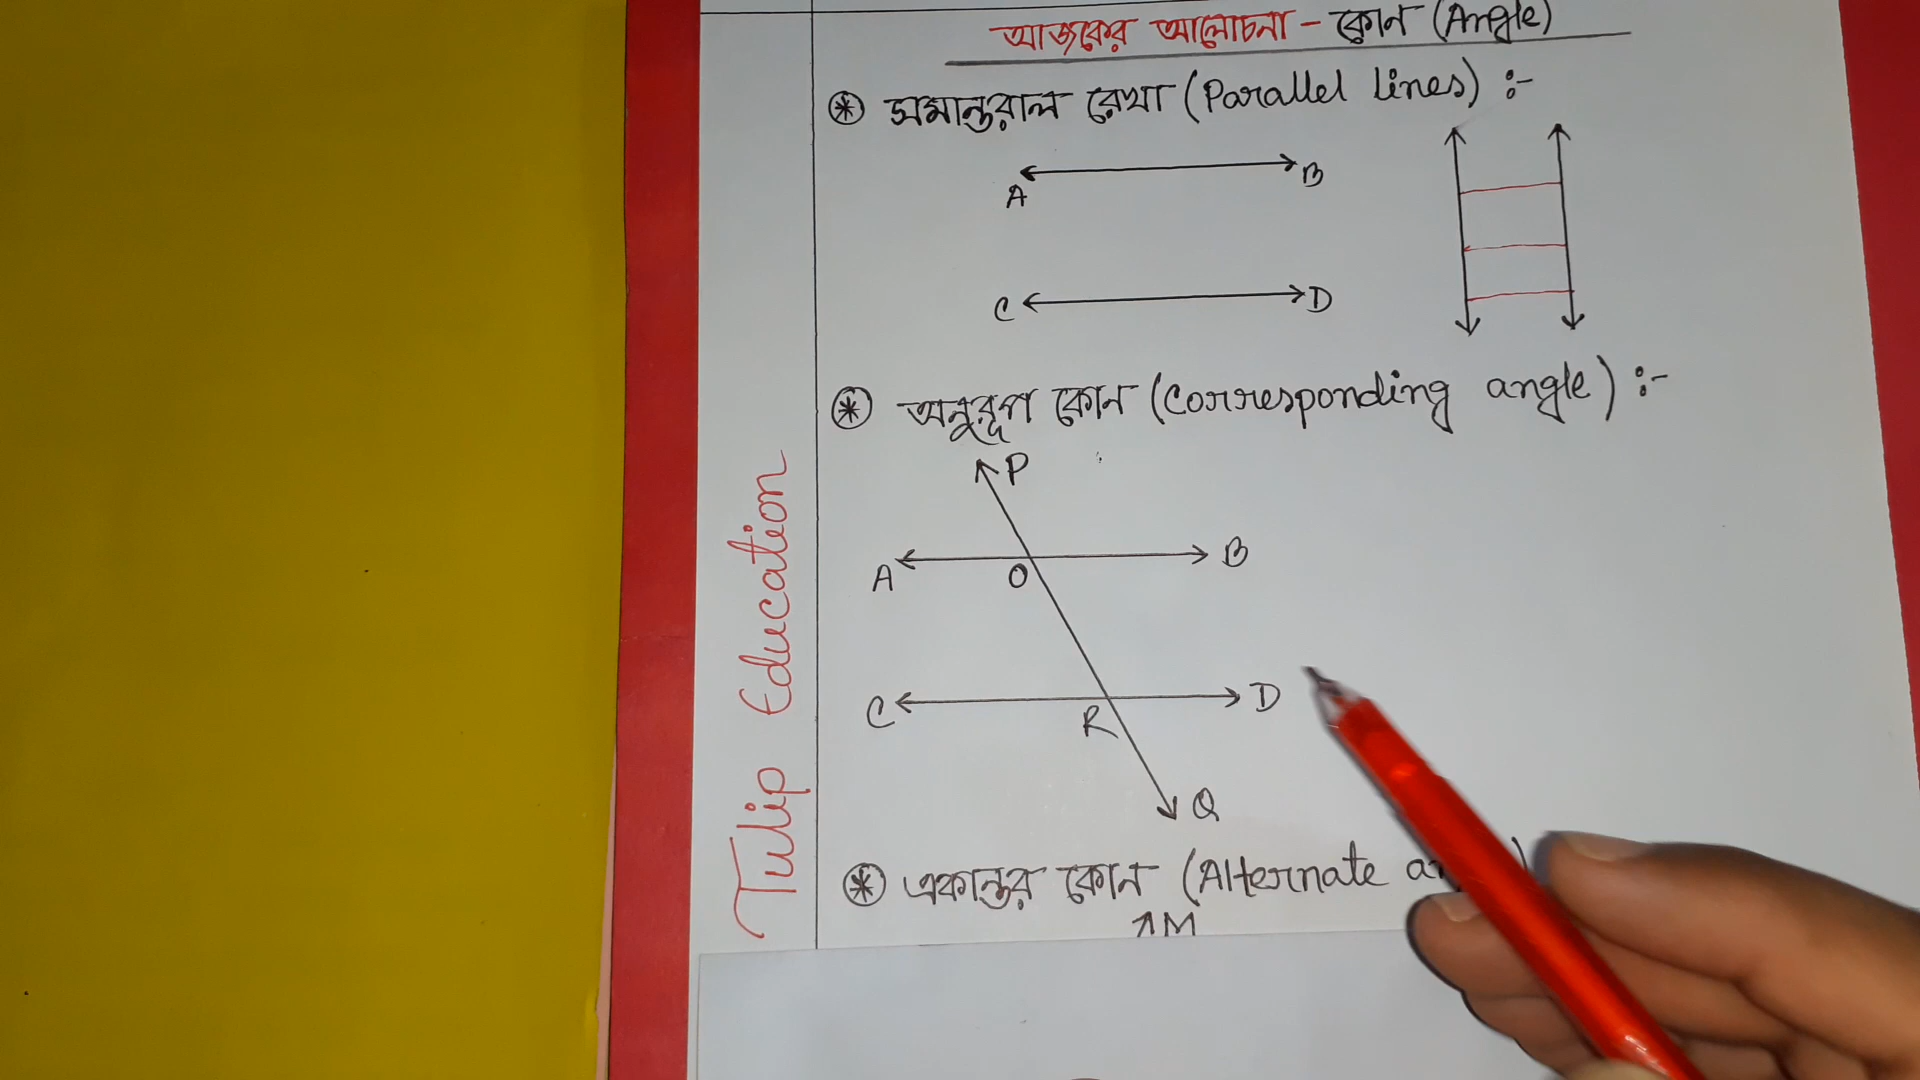 আজকের আলোচনা - কোন (Angle)
সমান্তরাল রেখা (Parallel lines) :-
A B
C D
অনুরূপ কোন (Corresponding angle) :-
P
A O B
C R D
Q
একান্তর কোন (Alternate
M
Tulip Education